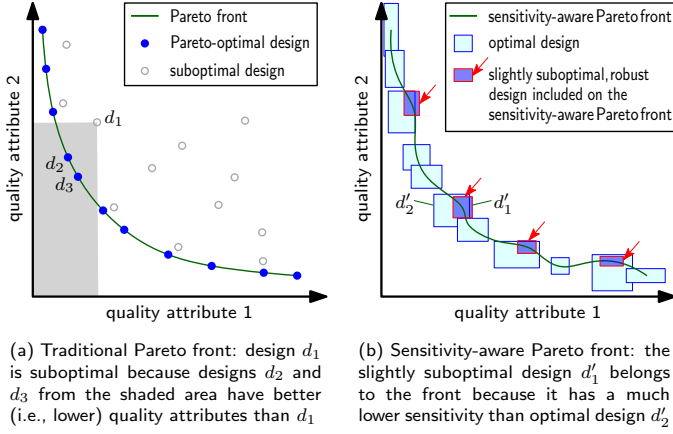 Pareto front
Pareto-optimal design
suboptimal design
quality attribute 2
d₁
d₂
d₃
quality attribute 1
(a) Traditional Pareto front: design d₁
is suboptimal because designs d₂ and
d₃ from the shaded area have better
(i.e., lower) quality attributes than d₁
sensitivity-aware Pareto front
optimal design
slightly suboptimal, robust
design included on the
sensitivity-aware Pareto front
quality attribute 2
d′₂
d′₁
quality attribute 1
(b) Sensitivity-aware Pareto front: the
slightly suboptimal design d′₁ belongs
to the front because it has a much
lower sensitivity than optimal design d′₂